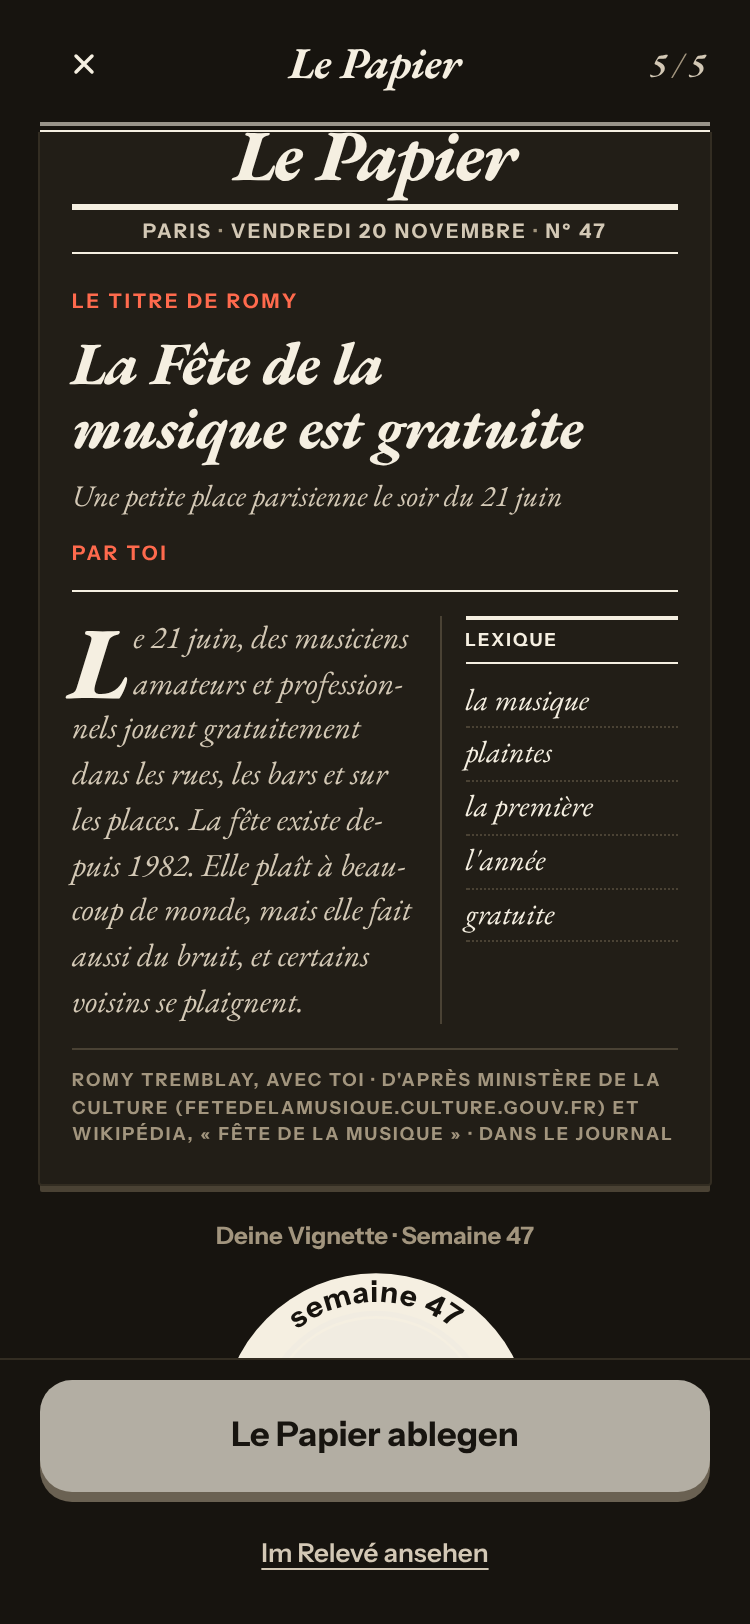 Le Papier
5 / 5
Le Papier
PARIS · VENDREDI 20 NOVEMBRE · N° 47
LE TITRE DE ROMY
La Fête de la
musique est gratuite
Une petite place parisienne le soir du 21 juin
PAR TOI
Le 21 juin, des musiciens
amateurs et profession-
nels jouent gratuitement
dans les rues, les bars et sur
les places. La fête existe de-
puis 1982. Elle plaît à beau-
coup de monde, mais elle fait
aussi du bruit, et certains
voisins se plaignent.
LEXIQUE
la musique
plaintes
la première
l'année
gratuite
ROMY TREMBLAY, AVEC TOI · D'APRÈS MINISTÈRE DE LA
CULTURE (FETEDELAMUSIQUE.CULTURE.GOUV.FR) ET
WIKIPÉDIA, « FÊTE DE LA MUSIQUE » · DANS LE JOURNAL
Deine Vignette · Semaine 47
semaine 47
Le Papier ablegen
Im Relevé ansehen